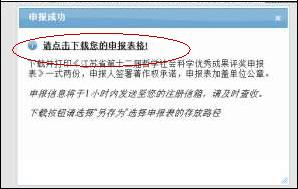 申报成功
请点击下载您的申报表格!
下载并打印《江苏省第十二届哲学社会科学优秀成果评奖申报
表》一式两份，申报人签署著作权承诺，申报表加盖单位公章。
申报信息将于1小时内发送至您的注册信箱，请及时查收。
下载按钮请选择"另存为"选择申报表的存放路径